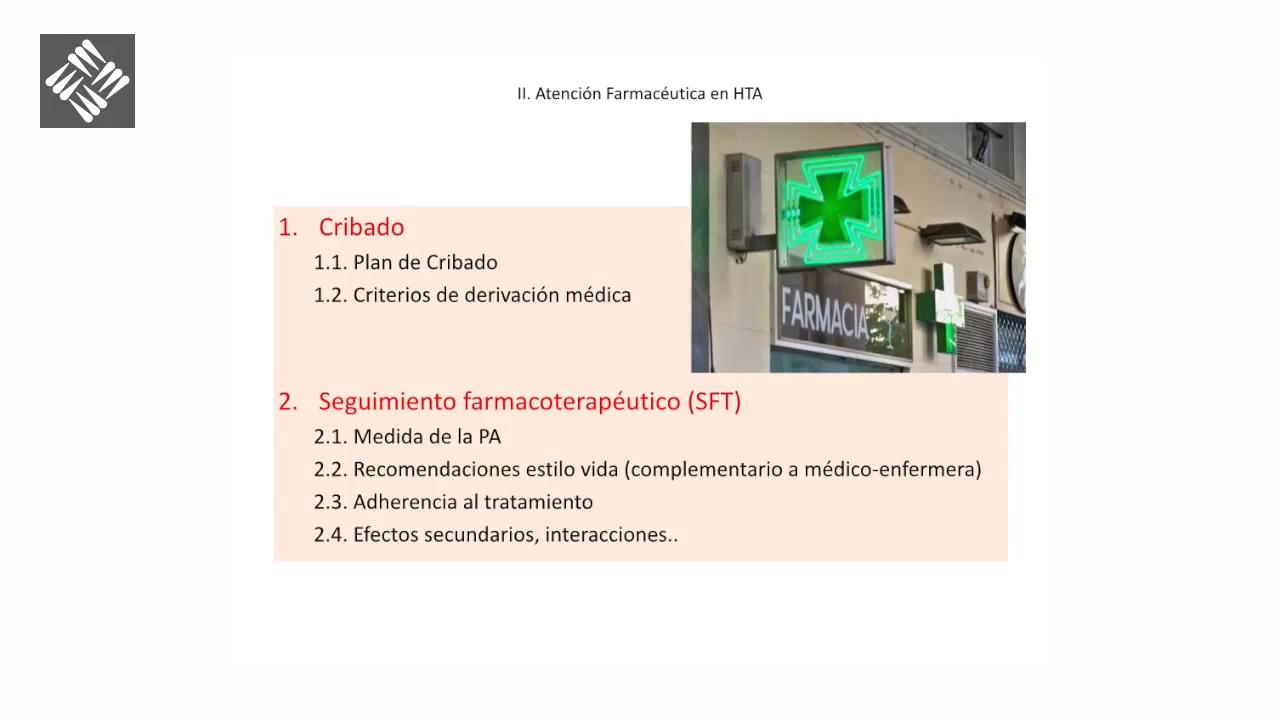 II. Atención Farmacéutica en HTA
1. Cribado
1.1. Plan de Cribado
1.2. Criterios de derivación médica
FARMACIA
2. Seguimiento farmacoterapéutico (SFT)
2.1. Medida de la PA
2.2. Recomendaciones estilo vida (complementario a médico-enfermera)
2.3. Adherencia al tratamiento
2.4. Efectos secundarios, interacciones..